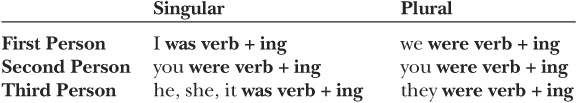 Singular Plural
First Person I was verb + ing we were verb + ing
Second Person you were verb + ing you were verb + ing
Third Person he, she, it was verb + ing they were verb + ing